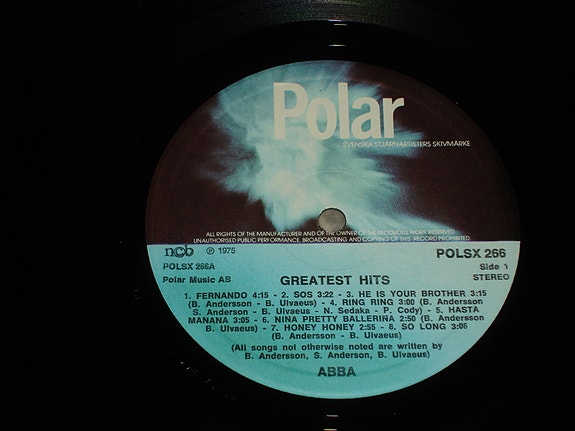 Polar
SVENSKA STJÄRNARTISTERS SKIVMÄRKE
ALL RIGHTS OF THE MANUFACTURER AND OF THE OWNER OF THE RECORDED WORK RESERVED
UNAUTHORISED PUBLIC PERFORMANCE, BROADCASTING AND COPYING OF THIS RECORD PROHIBITED
ncb ℗ 1975
POLSX 266
POLSX 266A
Side 1
Polar Music AB
STEREO
GREATEST HITS
1. FERNANDO 4:15 - 2. SOS 3:22 - 3. HE IS YOUR BROTHER 3:15
(B. Andersson - B. Ulvaeus) - 4. RING RING 3:00 (B. Andersson
S. Anderson - B. Ulvaeus - N. Sedaka - P. Cody) - 5. HASTA
MANANA 3:05 - 6. NINA PRETTY BALLERINA 2:50 (B. Andersson
B. Ulvaeus) - 7. HONEY HONEY 2:55 - 8. SO LONG 3:06
(B. Andersson - B. Ulvaeus)
(All songs not otherwise noted are written by
B. Andersson, S. Anderson, B. Ulvaeus)
ABBA